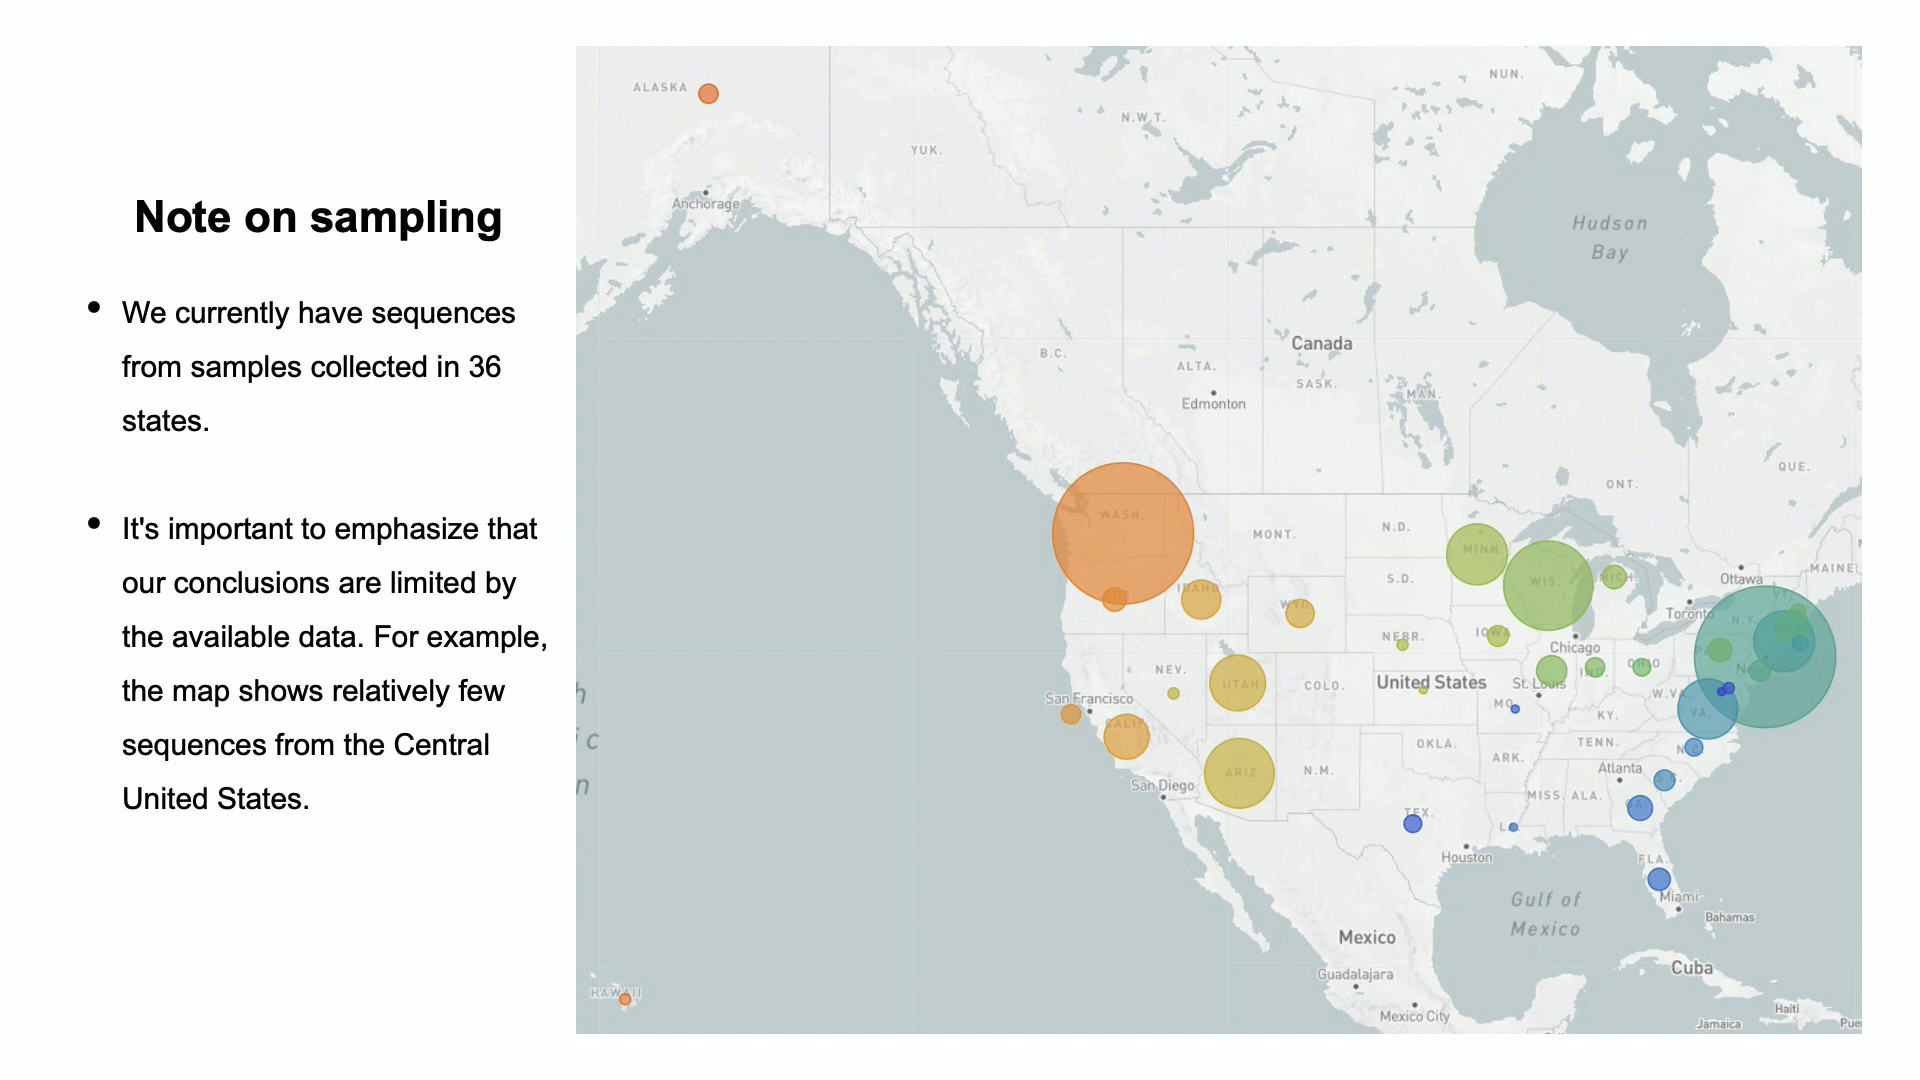 Note on sampling
We currently have sequences
from samples collected in 36
states.
It's important to emphasize that
our conclusions are limited by
the available data. For example,
the map shows relatively few
sequences from the Central
United States.
ALASKA
NUN.
N.W.T.
YUK.
Anchorage
Hudson
Bay
Canada
B.C.
ALTA.
SASK.
MAN.
Edmonton
QUE.
ONT.
WASH.
MONT.
N.D.
MINN.
WIS.
MICH.
Ottawa
MAINE
S.D.
IDAHO
WYO.
Toronto
VT.
N.Y.
NEBR.
IOWA
Chicago
NEV.
UTAH
COLO.
United States
St. Louis
IND.
OHIO
W.VA.
San Francisco
CALIF.
MO.
KY.
VA.
OKLA.
TENN.
N.C.
ARIZ.
N.M.
ARK.
Atlanta
S.C.
San Diego
MISS.
ALA.
GA.
TEX.
Houston
FLA.
Miami
Bahamas
Gulf of
Mexico
Mexico
Guadalajara
Cuba
HAWAII
Mexico City
Haiti
Jamaica